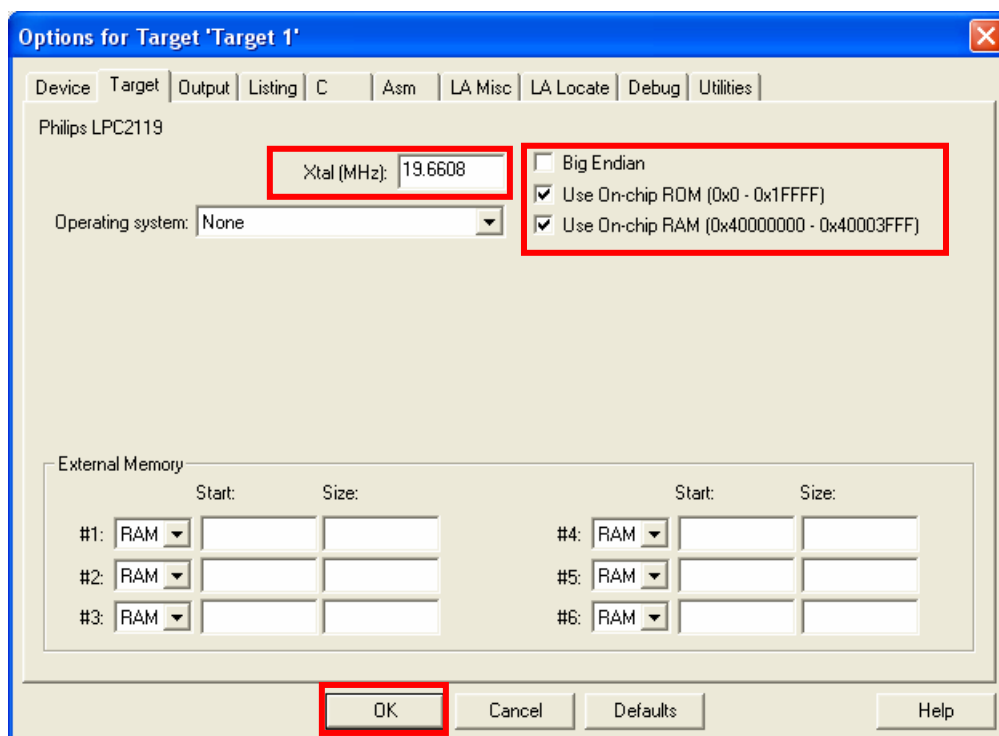 Options for Target 'Target 1'
Device Target Output Listing C Asm LA Misc LA Locate Debug Utilities
Philips LPC2119
Xtal (MHz): 19.6608
Operating system: None
Big Endian
Use On-chip ROM (0x0 - 0x1FFFF)
Use On-chip RAM (0x40000000 - 0x40003FFF)
External Memory
Start: Size: Start: Size:
#1: RAM #4: RAM
#2: RAM #5: RAM
#3: RAM #6: RAM
OK Cancel Defaults Help